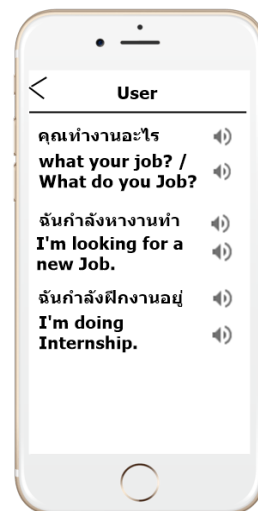 User
คุณทำงานอะไร
what your job? /
What do you Job?
ฉันกำลังหางานทำ
I'm looking for a
new Job.
ฉันกำลังฝึกงานอยู่
I'm doing
Internship.